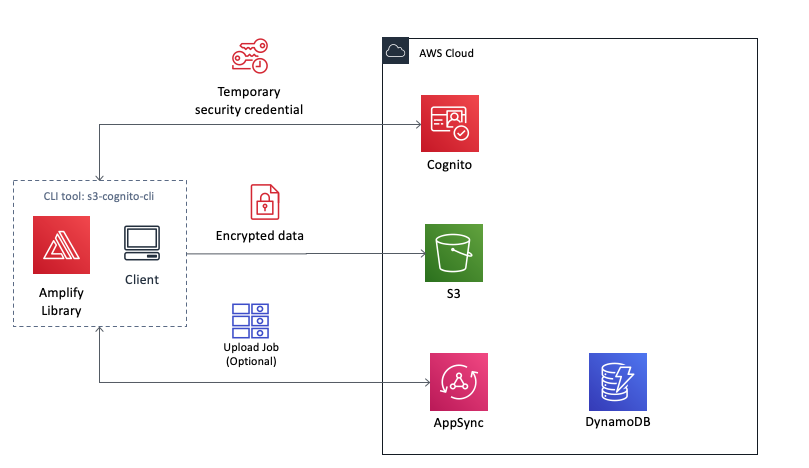 AWS Cloud
Temporary
security credential
Cognito
CLI tool: s3-cognito-cli
Encrypted data
Client
Amplify
Library
S3
Upload Job
(Optional)
AppSync
DynamoDB